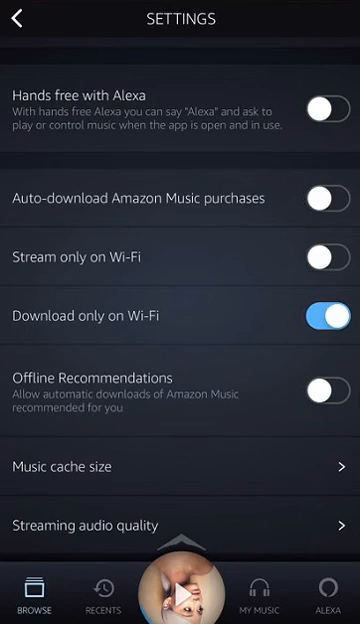 SETTINGS
Hands free with Alexa
With hands free Alexa you can say "Alexa" and ask to
play or control music when the app is open and in use.
Auto-download Amazon Music purchases
Stream only on Wi-Fi
Download only on Wi-Fi
Offline Recommendations
Allow automatic downloads of Amazon Music
recommended for you
Music cache size
Streaming audio quality
BROWSE
RECENTS
MY MUSIC
ALEXA